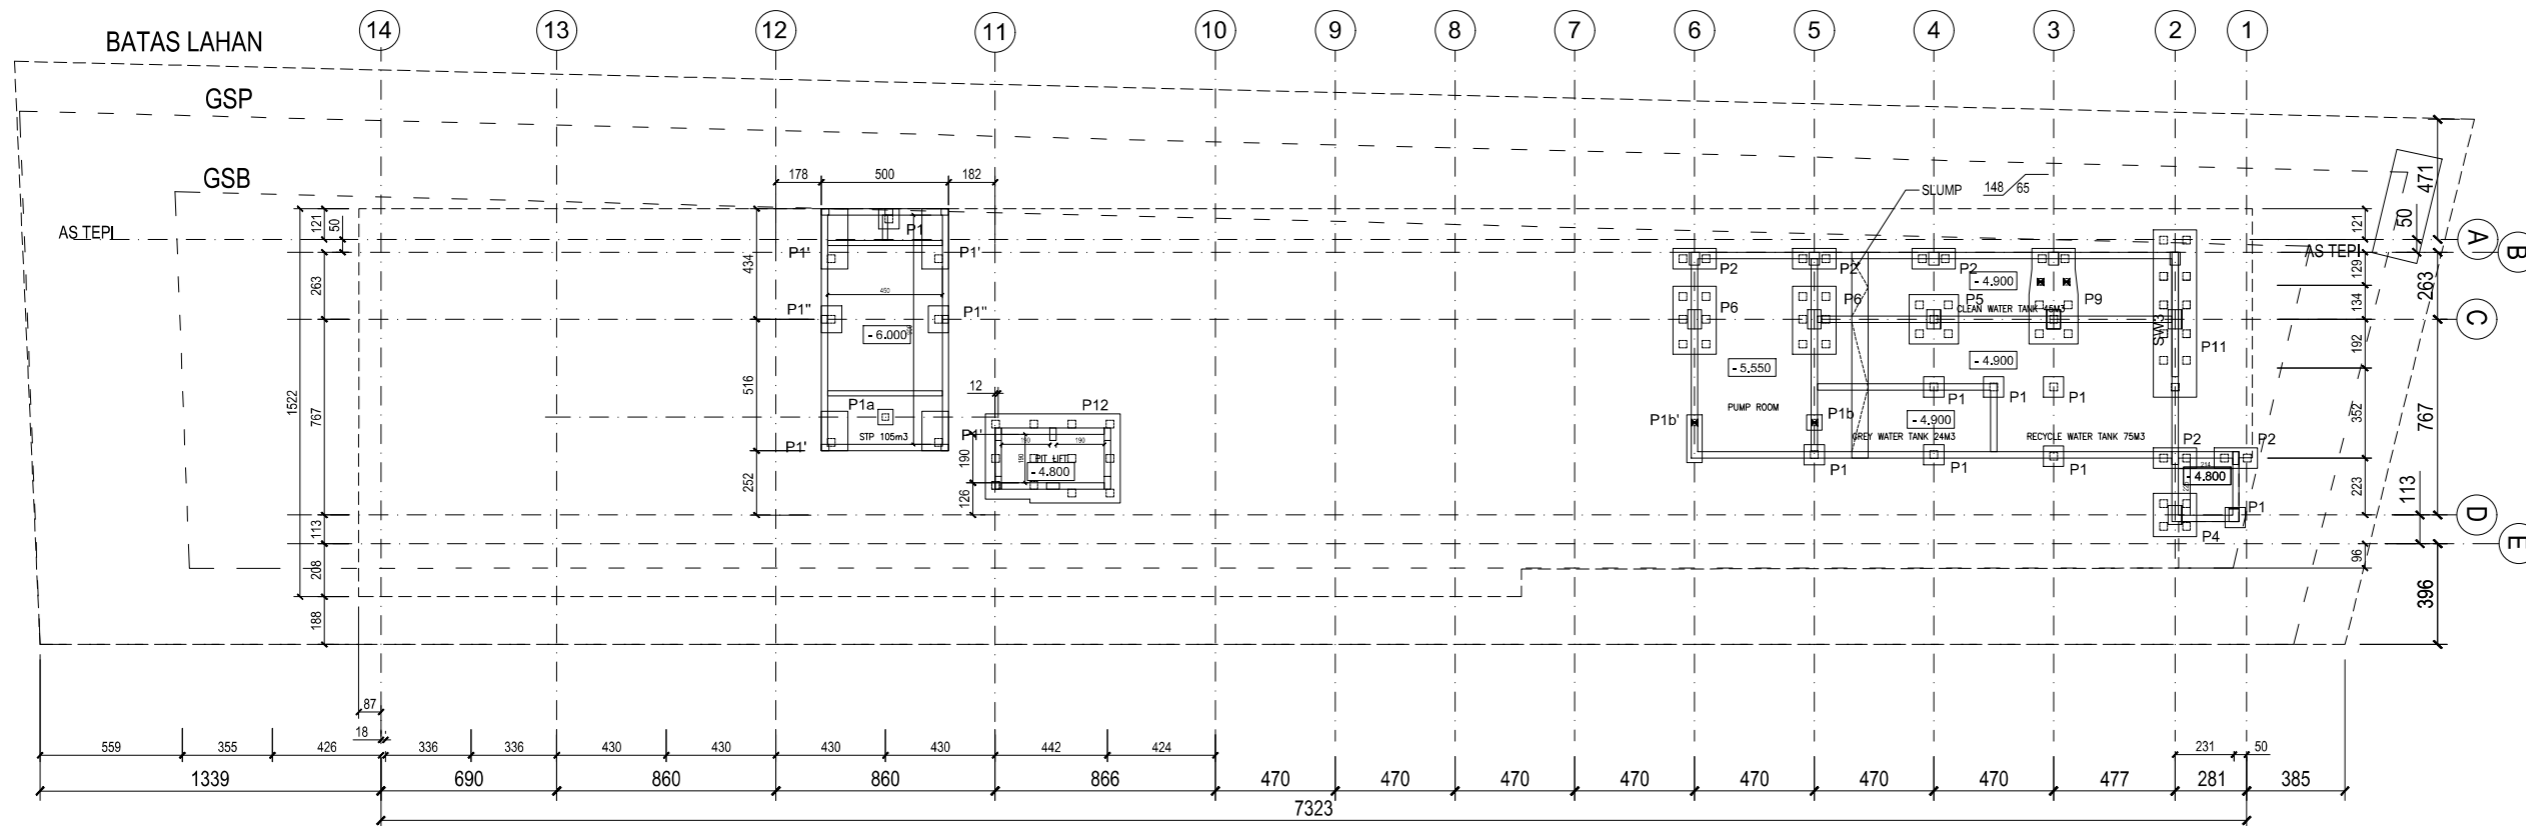 14 13 12 11 10 9 8 7 6 5 4 3 2 1
BATAS LAHAN
GSP
GSB
AS TEPI
178 500 182
SLUMP
148 65
471
121 50
121 50
A
B
AS TEPI
P1
P1' P1'
434
263
P2 P2' P2
- 4.900
129
263
P1" P1"
P6 P6 P5 P9
CLEAN WATER TANK 45M3
134
C
450
- 6.000
SW3
P11
192
1522
767
516
- 5.550
- 4.900
12
P1a
P12
PUMP ROOM
P1b' P1b
P1 P1 P1
- 4.900
352
767
STP 105m3
P1' P1'
190 190
190
PIT LIFT
- 4.800
190
GREY WATER TANK 24M3
RECYCLE WATER TANK 75M3
P1 P1 P1
P2 P2
214
- 4.800
252
126
223
113
P1
D
113
P4
E
208
96
396
188
87
18
559 355 426 336 336 430 430 430 430 442 424 231 50
1339 690 860 860 866 470 470 470 470 470 470 470 477 281 385
7323